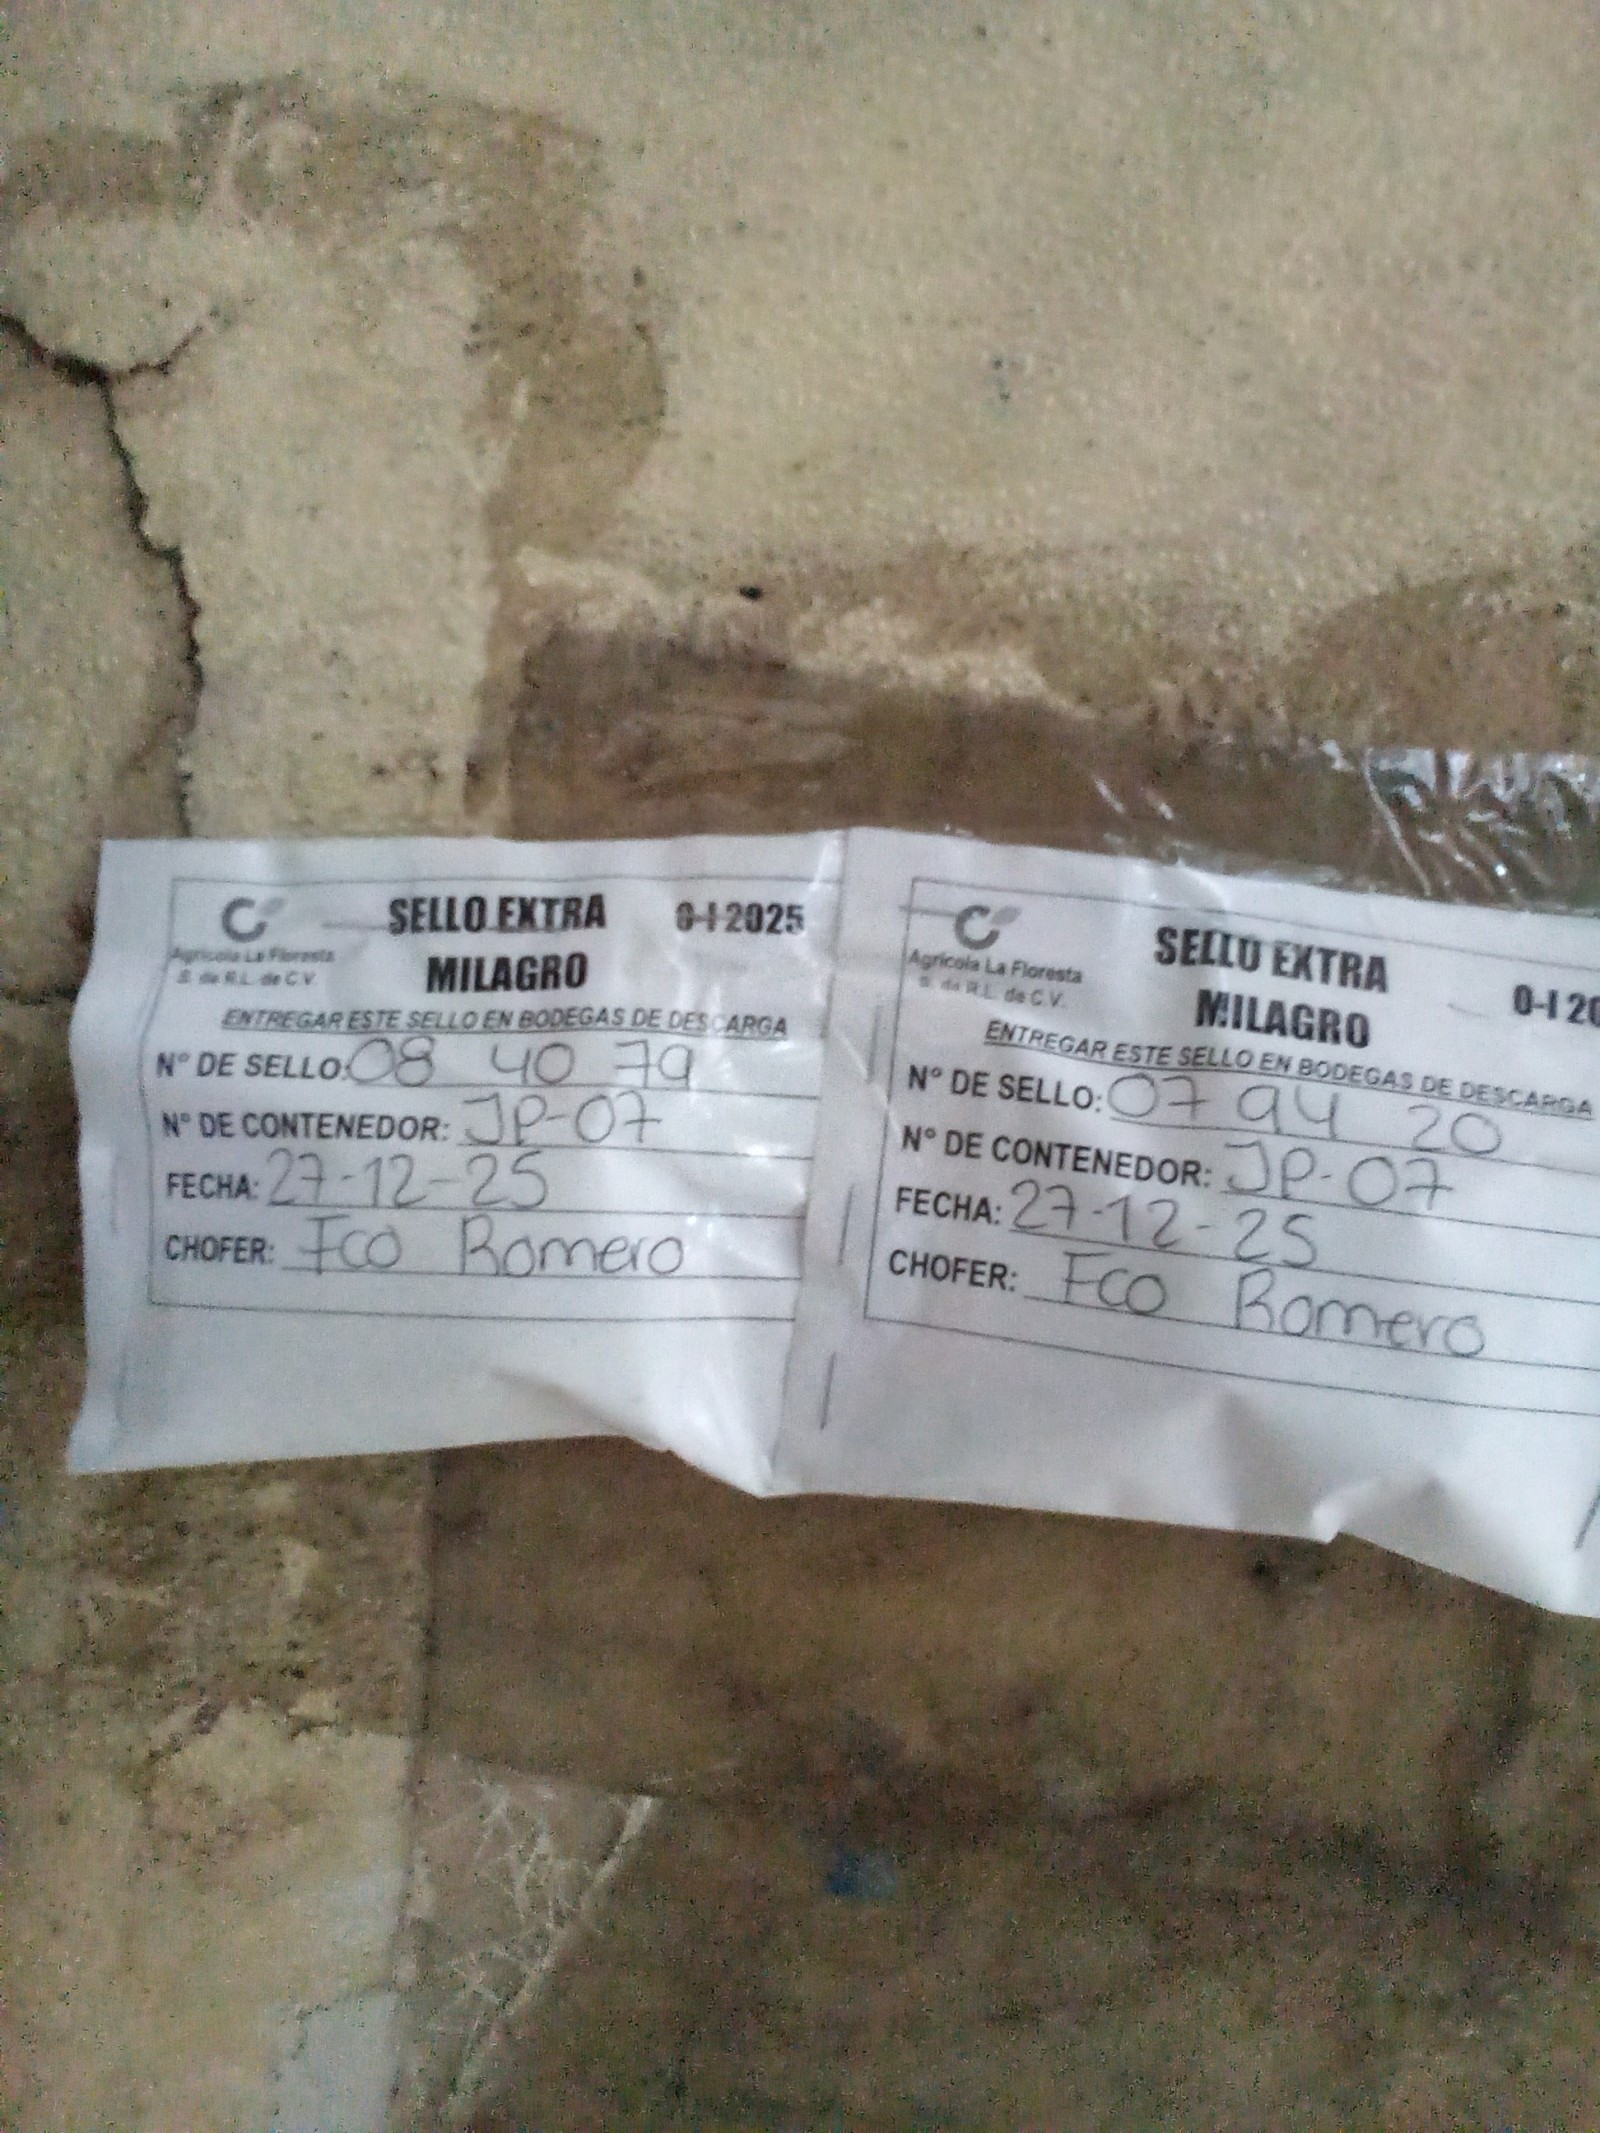 SELLO EXTRA O-I 2025
MILAGRO
Agrícola La Floresta
S. de R.L. de C.V.
ENTREGAR ESTE SELLO EN BODEGAS DE DESCARGA
N° DE SELLO: 08 40 79
N° DE CONTENEDOR: JP-07
FECHA: 27-12-25
CHOFER: Fco Romero
SELLO EXTRA O-I 20
MILAGRO
Agrícola La Floresta
S. de R.L. de C.V.
ENTREGAR ESTE SELLO EN BODEGAS DE DESCARGA
N° DE SELLO: 07 94 20
N° DE CONTENEDOR: JP-07
FECHA: 27-12-25
CHOFER: Fco Romero